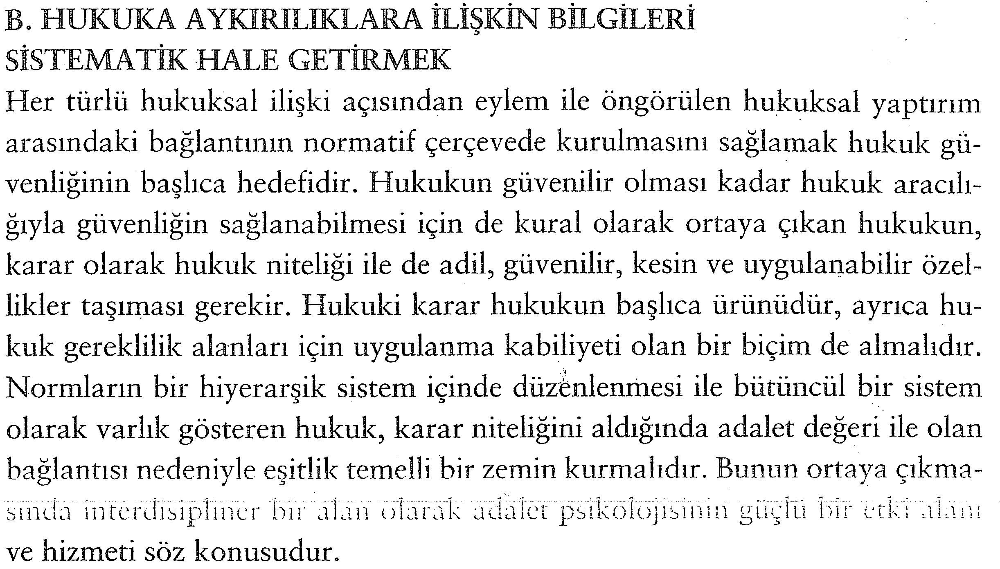 B. HUKUKA AYKIRILIKLARA İLİŞKİN BİLGİLERİ
SİSTEMATİK HALE GETİRMEK
Her türlü hukuksal ilişki açısından eylem ile öngörülen hukuksal yaptırım
arasındaki bağlantının normatif çerçevede kurulmasını sağlamak hukuk gü-
venliğinin başlıca hedefidir. Hukukun güvenilir olması kadar hukuk aracılı-
ğıyla güvenliğin sağlanabilmesi için de kural olarak ortaya çıkan hukukun,
karar olarak hukuk niteliği ile de adil, güvenilir, kesin ve uygulanabilir özel-
likler taşıması gerekir. Hukuki karar hukukun başlıca ürünüdür, ayrıca hu-
kuk gereklilik alanları için uygulanma kabiliyeti olan bir biçim de almalıdır.
Normların bir hiyerarşik sistem içinde düzenlenmesi ile bütüncül bir sistem
olarak varlık gösteren hukuk, karar niteliğini aldığında adalet değeri ile olan
bağlantısı nedeniyle eşitlik temelli bir zemin kurmalıdır. Bunun ortaya çıkma-
sında interdisipliner bir alan olarak adalet psikolojisinin güçlü bir etki alanı
ve hizmeti söz konusudur.